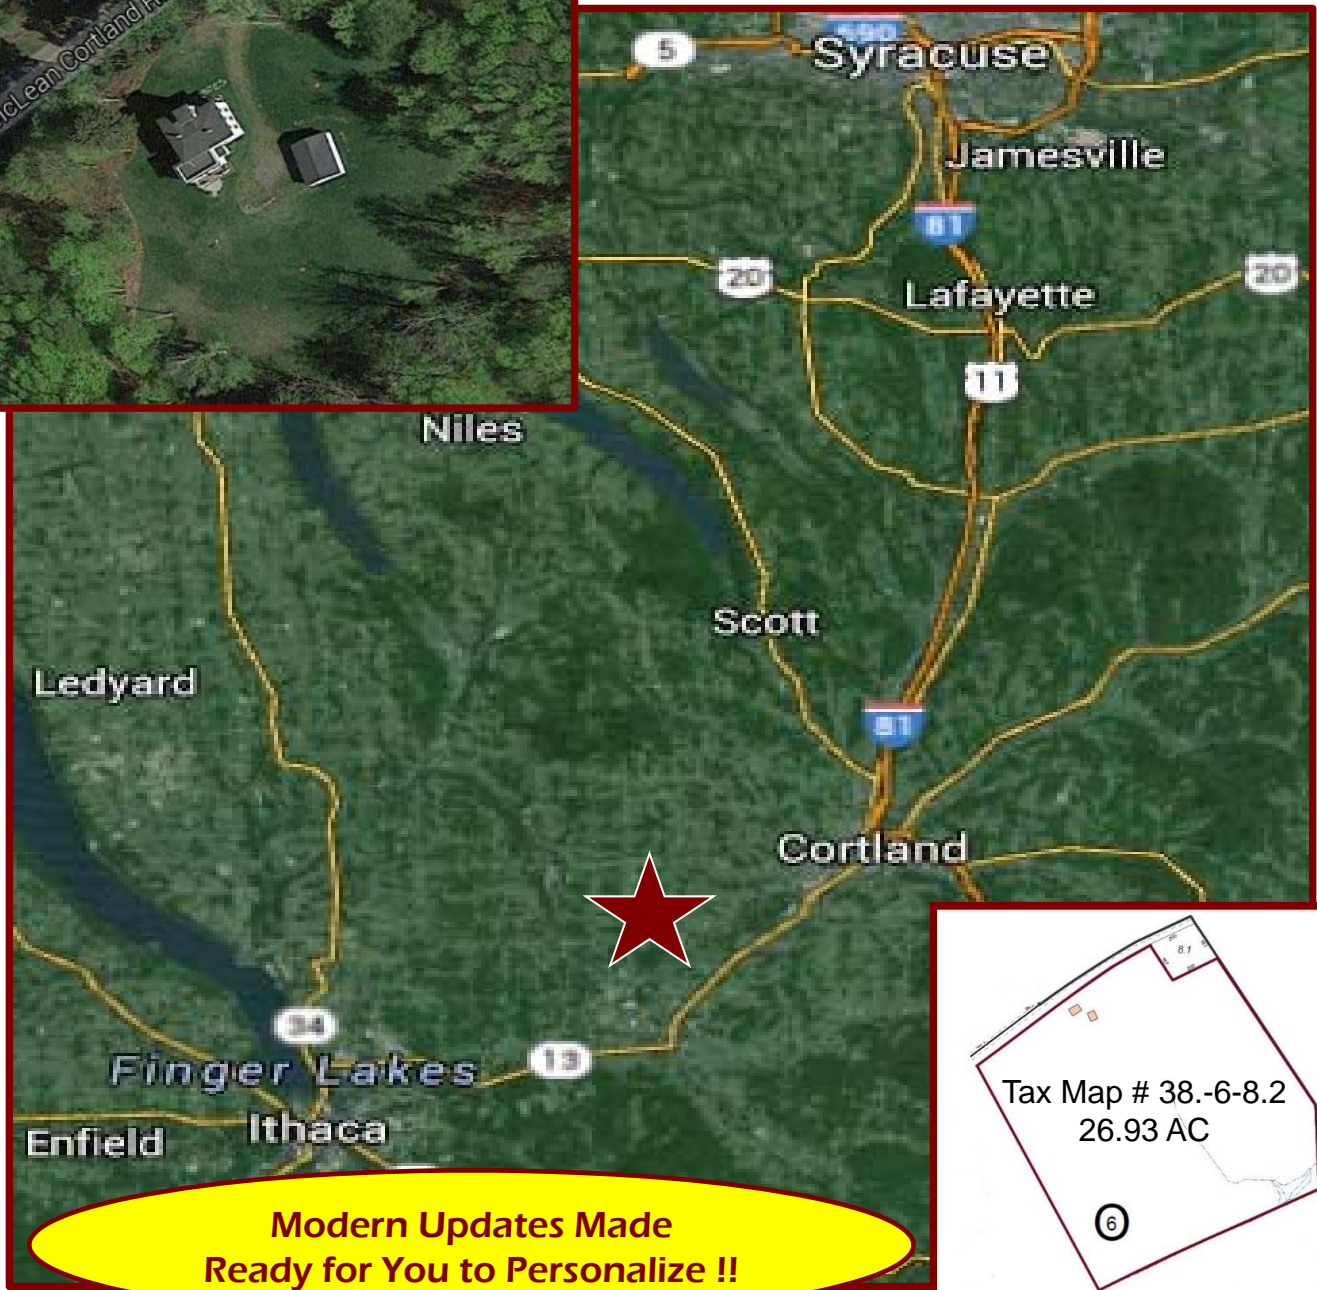 McLean Cortland
5
Syracuse
Jamesville
81
20
20
Lafayette
11
Niles
Scott
Ledyard
81
Cortland
34
13
Finger Lakes
Ithaca
Enfield
8.1
Tax Map # 38.-6-8.2
26.93 AC
6
Modern Updates Made
Ready for You to Personalize !!